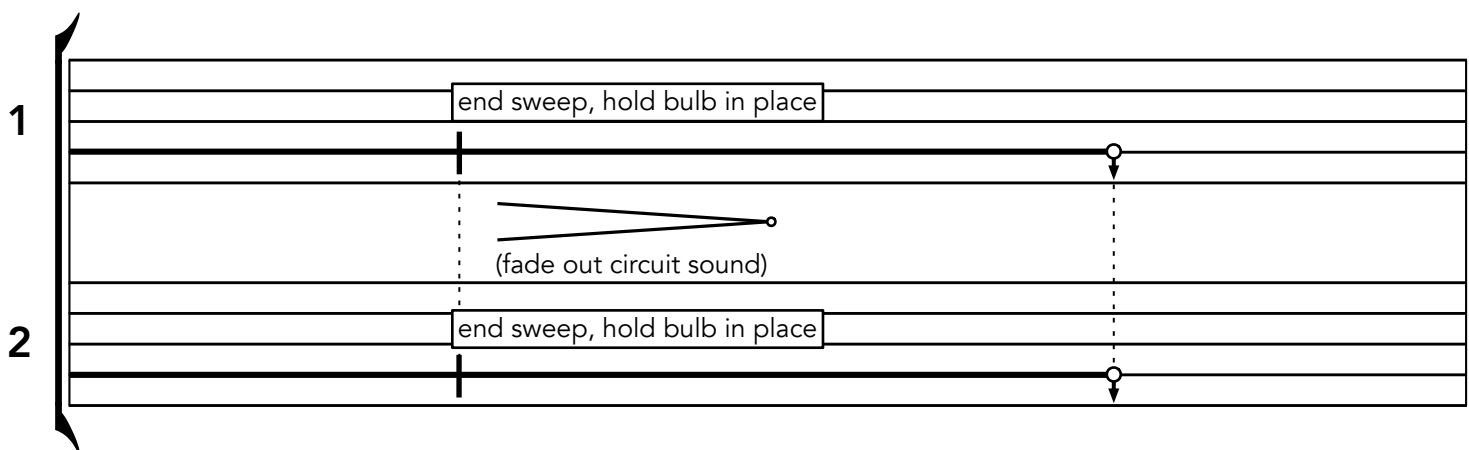 1
end sweep, hold bulb in place
(fade out circuit sound)
2
end sweep, hold bulb in place